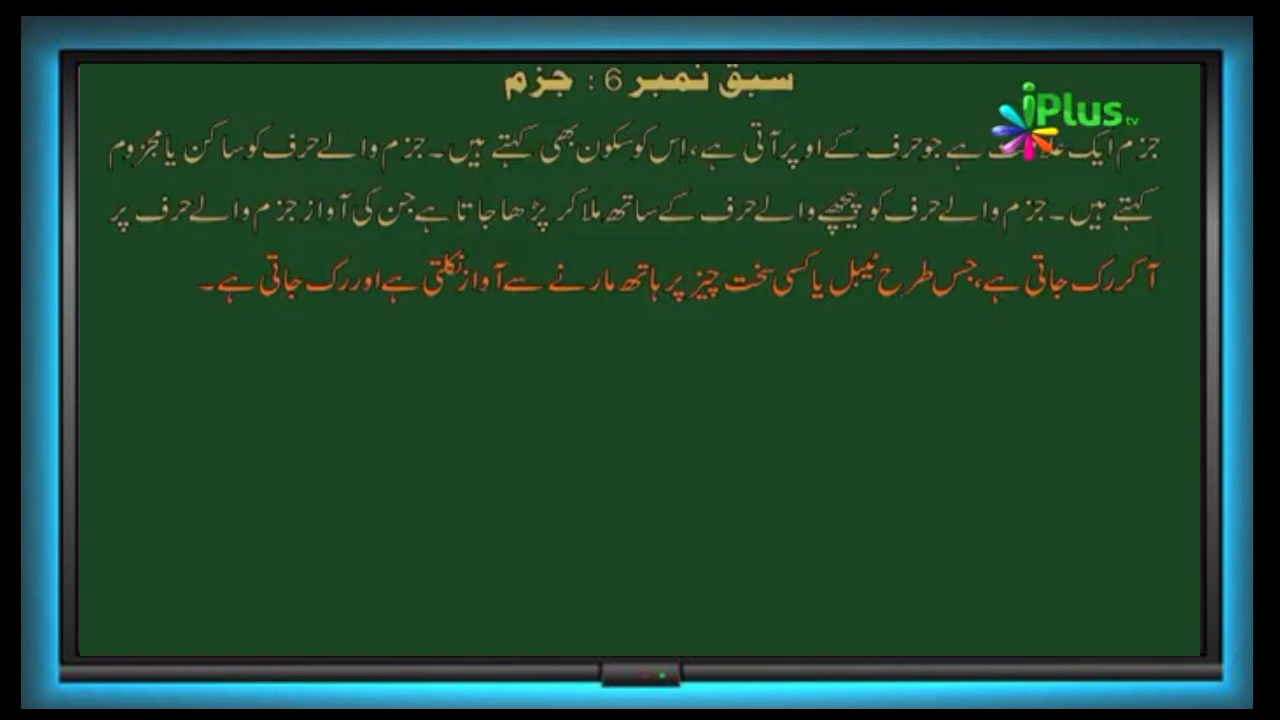 سبق نمبر 6 : جزم
iPlus tv
جزم ایک علامت ہے جو حرف کے اوپر آتی ہے، اِس کو سکون بھی کہتے ہیں۔ جزم والے حرف کو ساکن یا مجزوم
کہتے ہیں۔ جزم والے حرف کو پیچھے والے حرف کے ساتھ ملا کر پڑھا جاتا ہے جن کی آواز جزم والے حرف پر
آ کر رک جاتی ہے، جس طرح ٹیبل یا کسی سخت چیز پر ہاتھ مارنے سے آواز نکلتی ہے اور رک جاتی ہے۔